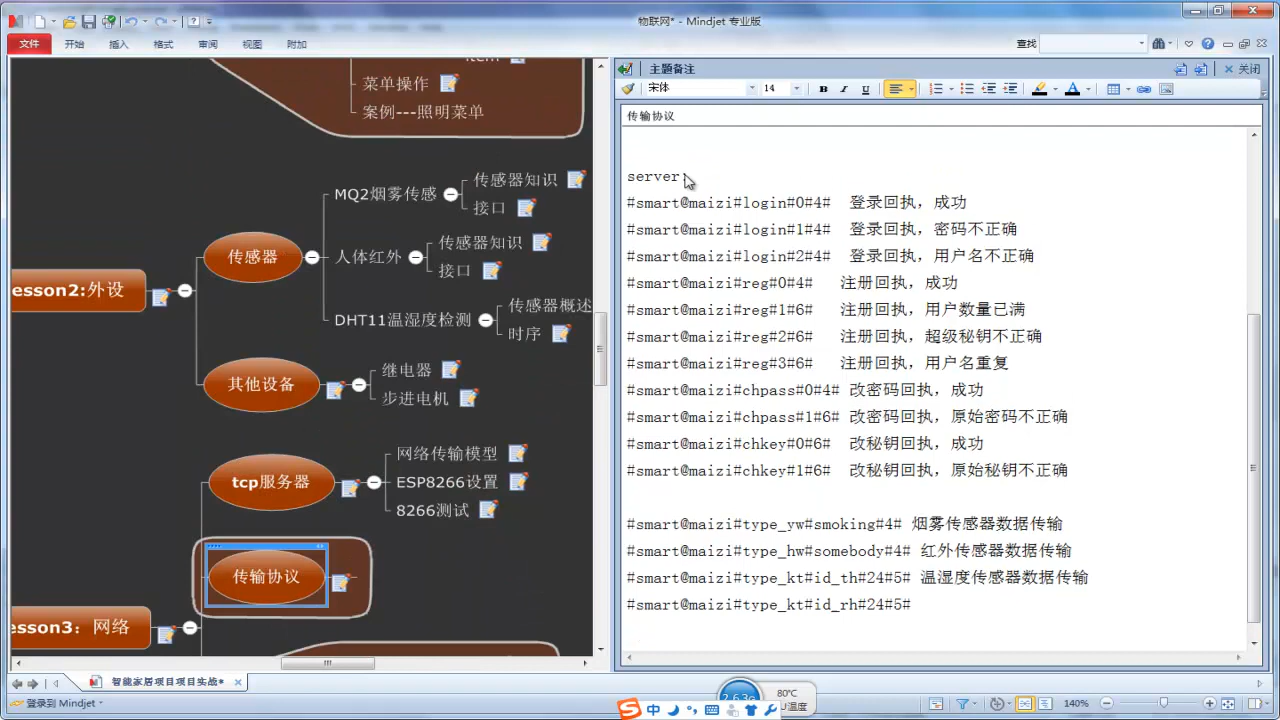 物联网* - Mindjet 专业版
文件 开始 插入 格式 审阅 视图 附加 查找
主题备注 关闭
宋体 14 B I U
传输协议
菜单操作
案例---照明菜单
MQ2烟雾传感
传感器知识
接口
传感器
人体红外
传感器知识
接口
esson2:外设
DHT11温湿度检测
传感器概述
时序
其他设备
继电器
步进电机
tcp服务器
网络传输模型
ESP8266设置
8266测试
传输协议
esson3：网络
server:
#smart@maizi#login#0#4# 登录回执，成功
#smart@maizi#login#1#4# 登录回执，密码不正确
#smart@maizi#login#2#4# 登录回执，用户名不正确
#smart@maizi#reg#0#4# 注册回执，成功
#smart@maizi#reg#1#6# 注册回执，用户数量已满
#smart@maizi#reg#2#6# 注册回执，超级秘钥不正确
#smart@maizi#reg#3#6# 注册回执，用户名重复
#smart@maizi#chpass#0#4# 改密码回执，成功
#smart@maizi#chpass#1#6# 改密码回执，原始密码不正确
#smart@maizi#chkey#0#6# 改秘钥回执，成功
#smart@maizi#chkey#1#6# 改秘钥回执，原始秘钥不正确
#smart@maizi#type_yw#smoking#4# 烟雾传感器数据传输
#smart@maizi#type_hw#somebody#4# 红外传感器数据传输
#smart@maizi#type_kt#id_th#24#5# 温湿度传感器数据传输
#smart@maizi#type_kt#id_rh#24#5#
智能家居项目项目实战*
登录到 Mindjet
80℃
中
140%